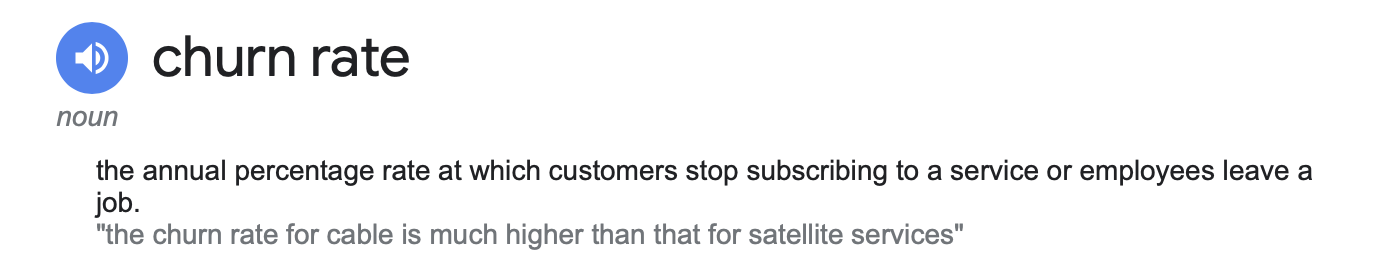 churn rate
noun
the annual percentage rate at which customers stop subscribing to a service or employees leave a
job.
"the churn rate for cable is much higher than that for satellite services"